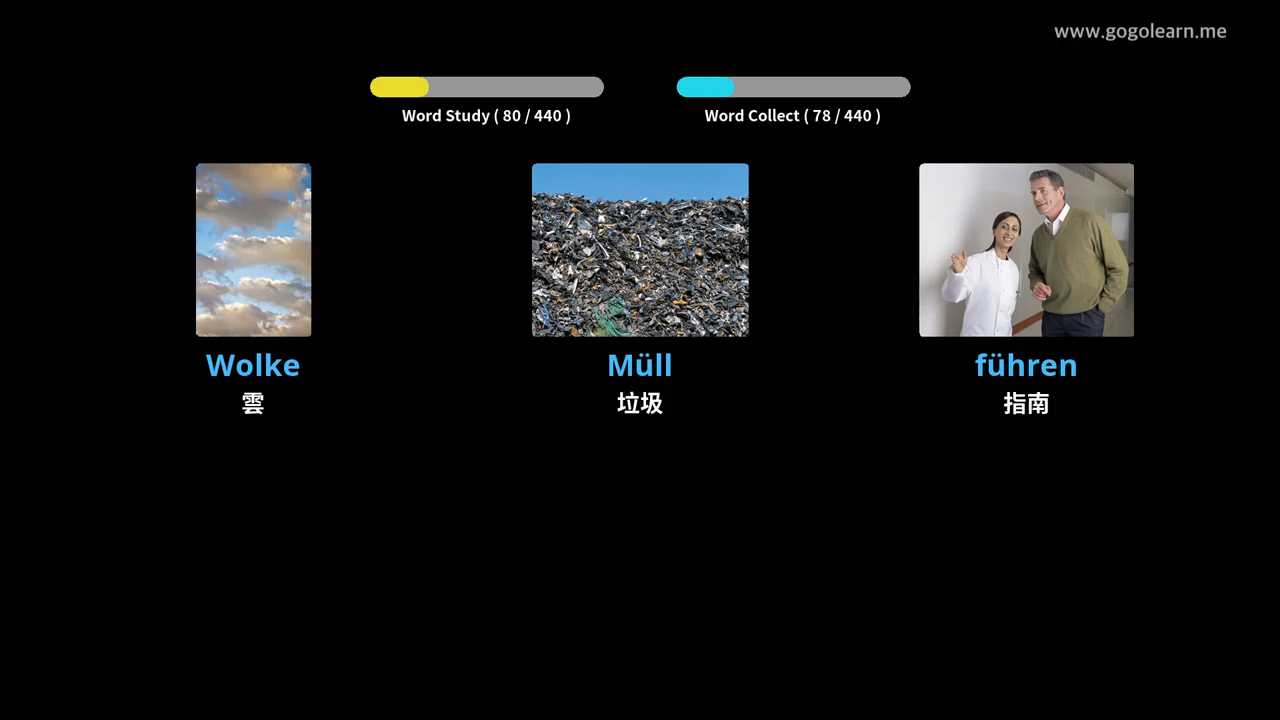 www.gogolearn.me
Word Study ( 80 / 440 )
Word Collect ( 78 / 440 )
Wolke
Müll
führen
雲
垃圾
指南